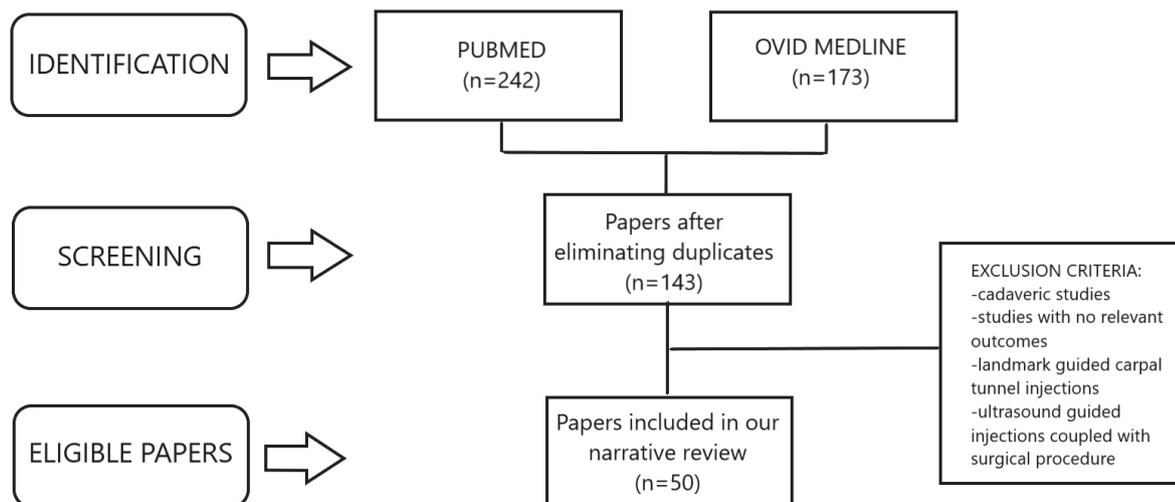 IDENTIFICATION
PUBMED
(n=242)
OVID MEDLINE
(n=173)
SCREENING
Papers after
eliminating duplicates
(n=143)
EXCLUSION CRITERIA:
-cadaveric studies
-studies with no relevant
outcomes
-landmark guided carpal
tunnel injections
-ultrasound guided
injections coupled with
surgical procedure
ELIGIBLE PAPERS
Papers included in our
narrative review
(n=50)